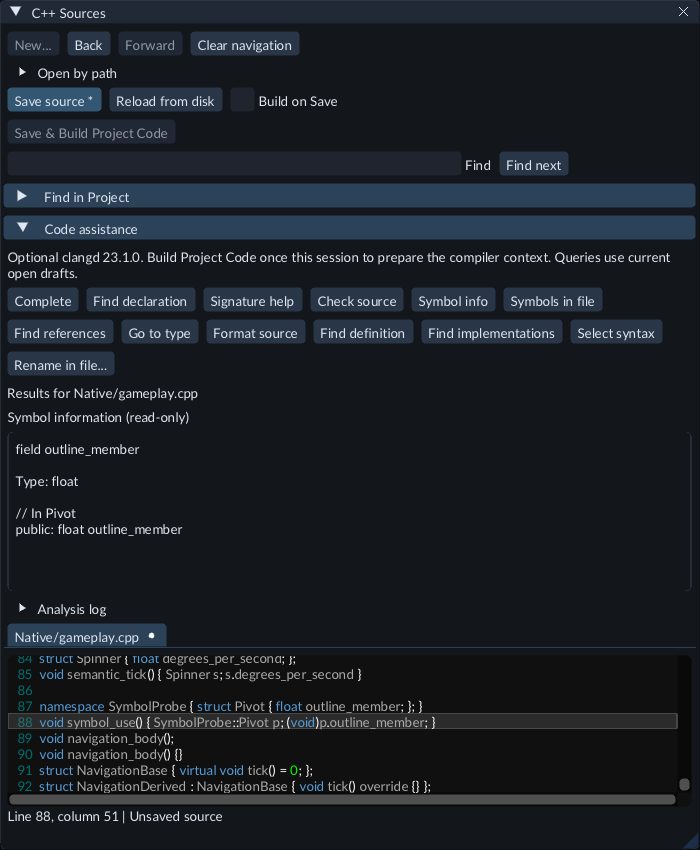 C++ Sources
New... Back Forward Clear navigation
Open by path
Save source * Reload from disk Build on Save
Save & Build Project Code
Find Find next
Find in Project
Code assistance
Optional clangd 23.1.0. Build Project Code once this session to prepare the compiler context. Queries use current
open drafts.
Complete Find declaration Signature help Check source Symbol info Symbols in file
Find references Go to type Format source Find definition Find implementations Select syntax
Rename in file...
Results for Native/gameplay.cpp
Symbol information (read-only)
field outline_member
Type: float
// In Pivot
public: float outline_member
Analysis log
Native/gameplay.cpp
84 struct Spinner { float degrees_per_second; };
85 void semantic_tick() { Spinner s; s.degrees_per_second }
86
87 namespace SymbolProbe { struct Pivot { float outline_member; }; }
88 void symbol_use() { SymbolProbe::Pivot p; (void)p.outline_member; }
89 void navigation_body();
90 void navigation_body() {}
91 struct NavigationBase { virtual void tick() = 0; };
92 struct NavigationDerived : NavigationBase { void tick() override {} };
Line 88, column 51 | Unsaved source